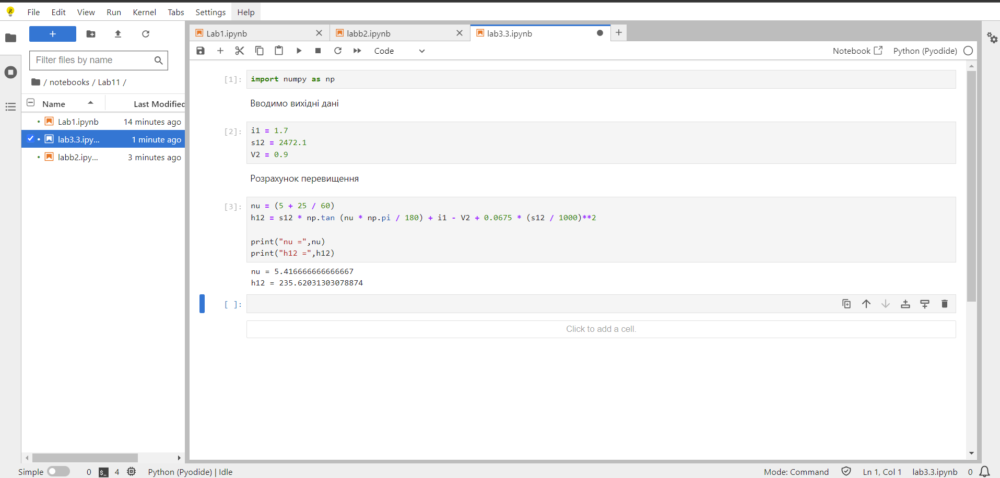 File Edit View Run Kernel Tabs Settings Help
Filter files by name
/ notebooks / Lab11 /
Name Last Modified
Lab1.ipynb 14 minutes ago
lab3.3.ipy... 1 minute ago
labb2.ipy... 3 minutes ago
Lab1.ipynb labb2.ipynb lab3.3.ipynb
Code Notebook Python (Pyodide)
[1]: import numpy as np
Вводимо вихідні дані
[2]: i1 = 1.7
s12 = 2472.1
V2 = 0.9
Розрахунок перевищення
[3]: nu = (5 + 25 / 60)
h12 = s12 * np.tan (nu * np.pi / 180) + i1 - V2 + 0.0675 * (s12 / 1000)**2
print("nu =",nu)
print("h12 =",h12)
nu = 5.416666666666667
h12 = 235.62031303078874
[ ]:
Click to add a cell.
Simple 0 $_ 4 Python (Pyodide) | Idle Mode: Command Ln 1, Col 1 lab3.3.ipynb 0